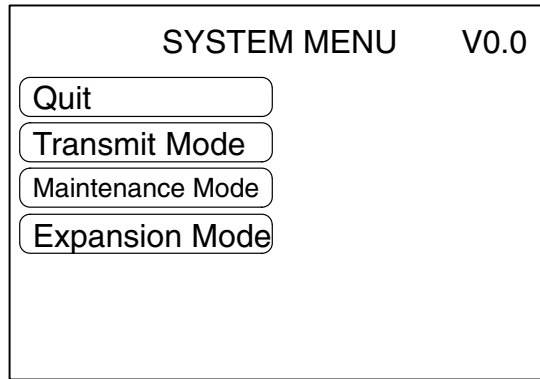 SYSTEM MENU V0.0
Quit
Transmit Mode
Maintenance Mode
Expansion Mode